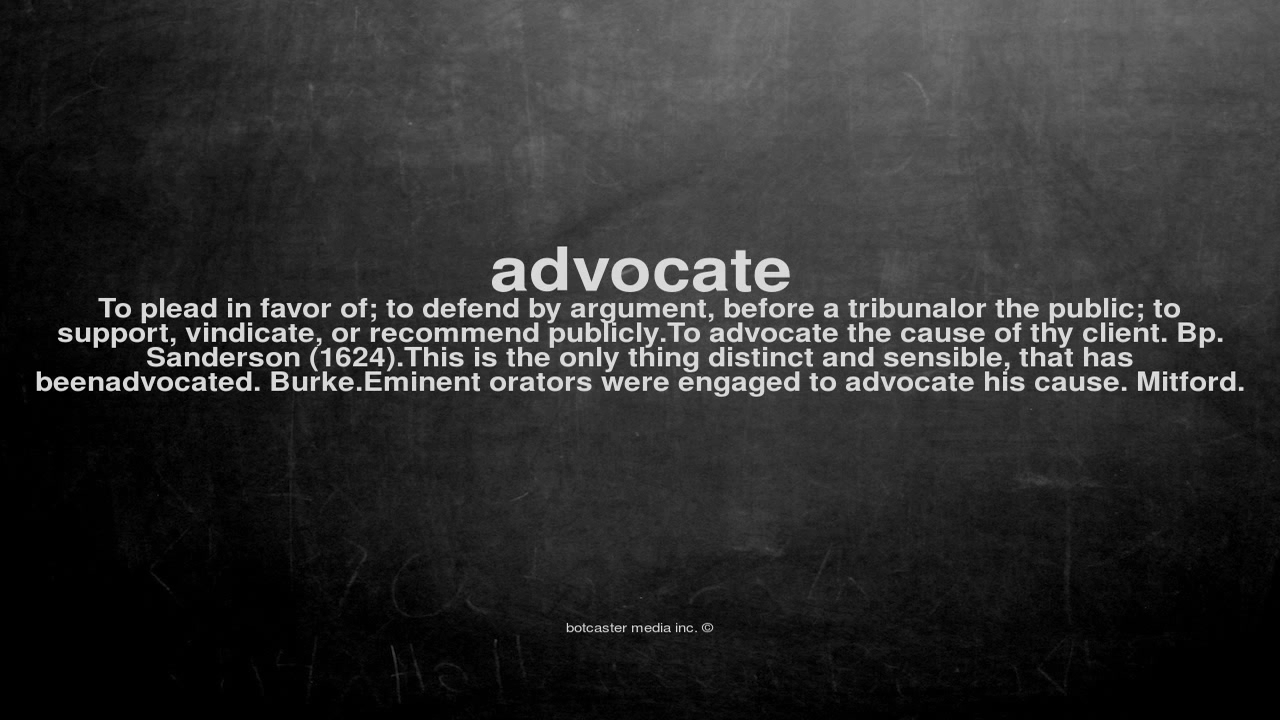 advocate
To plead in favor of; to defend by argument, before a tribunalor the public; to
support, vindicate, or recommend publicly.To advocate the cause of thy client. Bp.
Sanderson (1624).This is the only thing distinct and sensible, that has
beenadvocated. Burke.Eminent orators were engaged to advocate his cause. Mitford.
botcaster media inc. ©